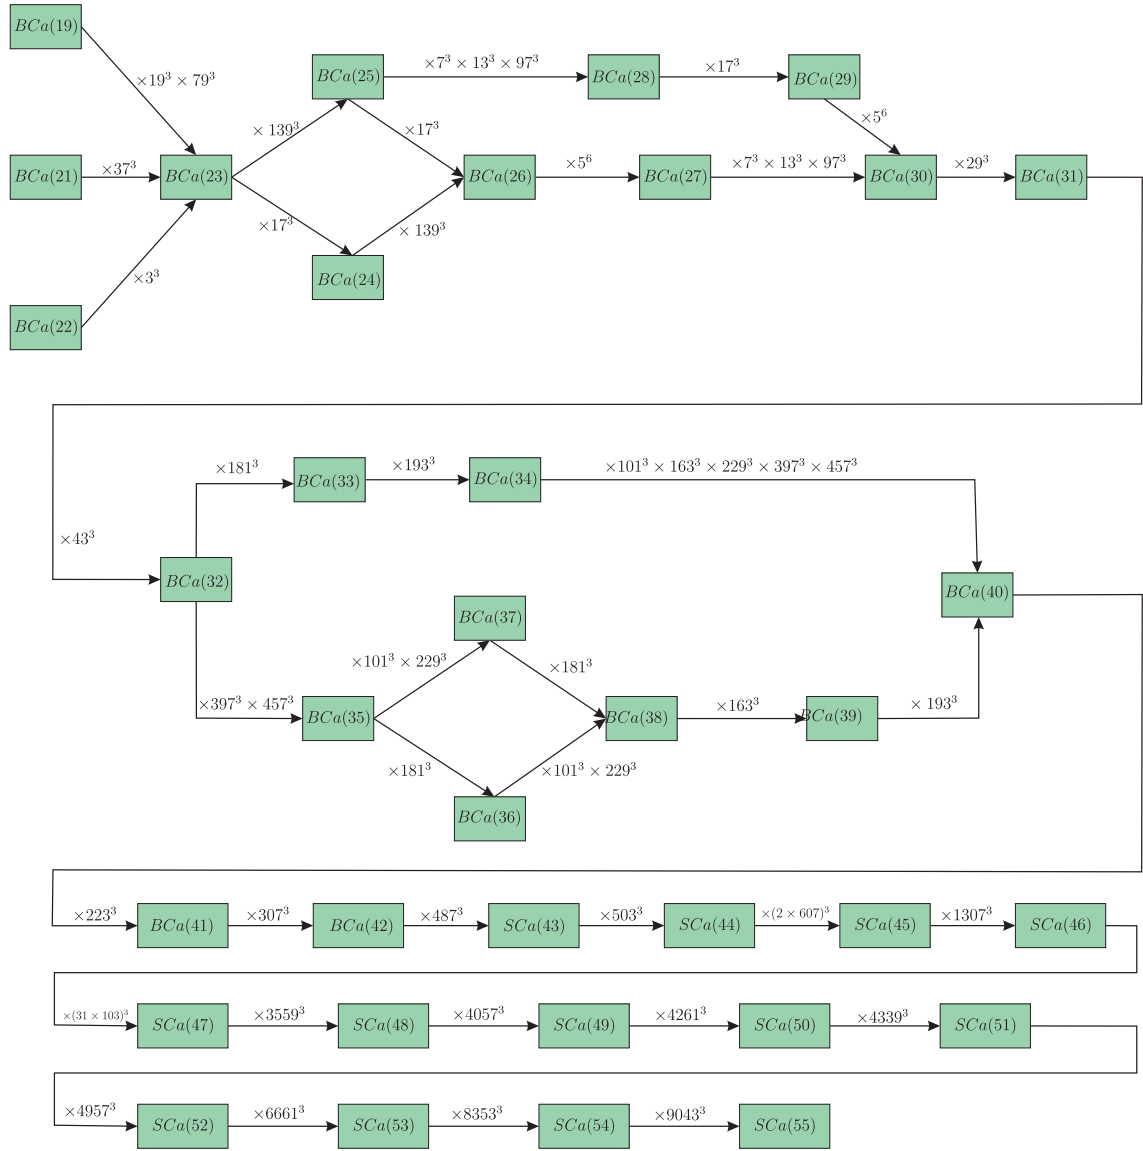 BCa(19)
×19³ × 79³
BCa(25)
×7³ × 13³ × 97³
BCa(28)
×17³
BCa(29)
×5⁶
× 139³
×17³
BCa(21)
×37³
BCa(23)
BCa(26)
×5⁶
BCa(27)
×7³ × 13³ × 97³
BCa(30)
×29³
BCa(31)
×17³
× 139³
×3³
BCa(24)
BCa(22)
×181³
BCa(33)
×193³
BCa(34)
×101³ × 163³ × 229³ × 397³ × 457³
×43³
BCa(32)
BCa(40)
BCa(37)
×101³ × 229³
×181³
×397³ × 457³
BCa(35)
BCa(38)
×163³
BCa(39)
× 193³
×181³
×101³ × 229³
BCa(36)
×223³
BCa(41)
×307³
BCa(42)
×487³
SCa(43)
×503³
SCa(44)
×(2 × 607)³
SCa(45)
×1307³
SCa(46)
×(31 × 103)³
SCa(47)
×3559³
SCa(48)
×4057³
SCa(49)
×4261³
SCa(50)
×4339³
SCa(51)
×4957³
SCa(52)
×6661³
SCa(53)
×8353³
SCa(54)
×9043³
SCa(55)